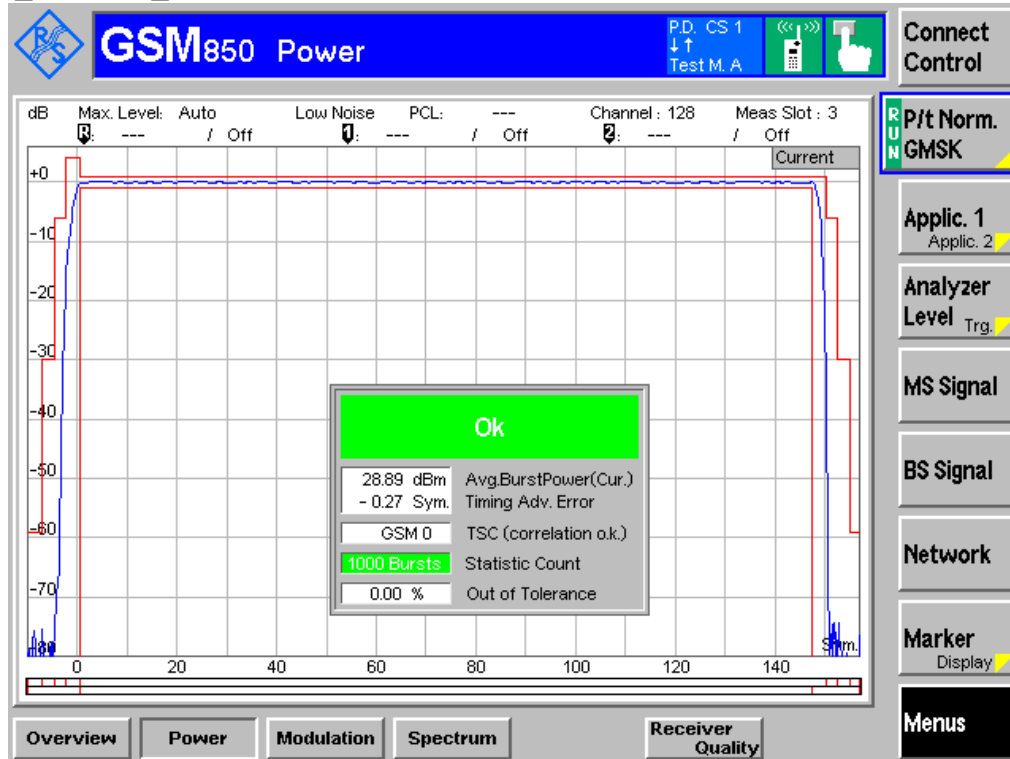 R&S
GSM850 Power
P.D. CS 1
Test M. A
Connect
Control
dB Max. Level: Auto Low Noise PCL: --- Channel : 128 Meas Slot : 3
R: --- / Off 1: --- / Off 2: --- / Off
RUN
P/t Norm.
GMSK
Current
+0
-10
-20
-30
-40
-50
-60
-70
-80
Sym.
0 20 40 60 80 100 120 140
Ok
28.89 dBm Avg.BurstPower(Cur.)
- 0.27 Sym. Timing Adv. Error
GSM 0 TSC (correlation o.k.)
1000 Bursts Statistic Count
0.00 % Out of Tolerance
Applic. 1
Applic. 2
Analyzer
Level Trg.
MS Signal
BS Signal
Network
Marker
Display
Menus
Overview Power Modulation Spectrum Receiver
Quality